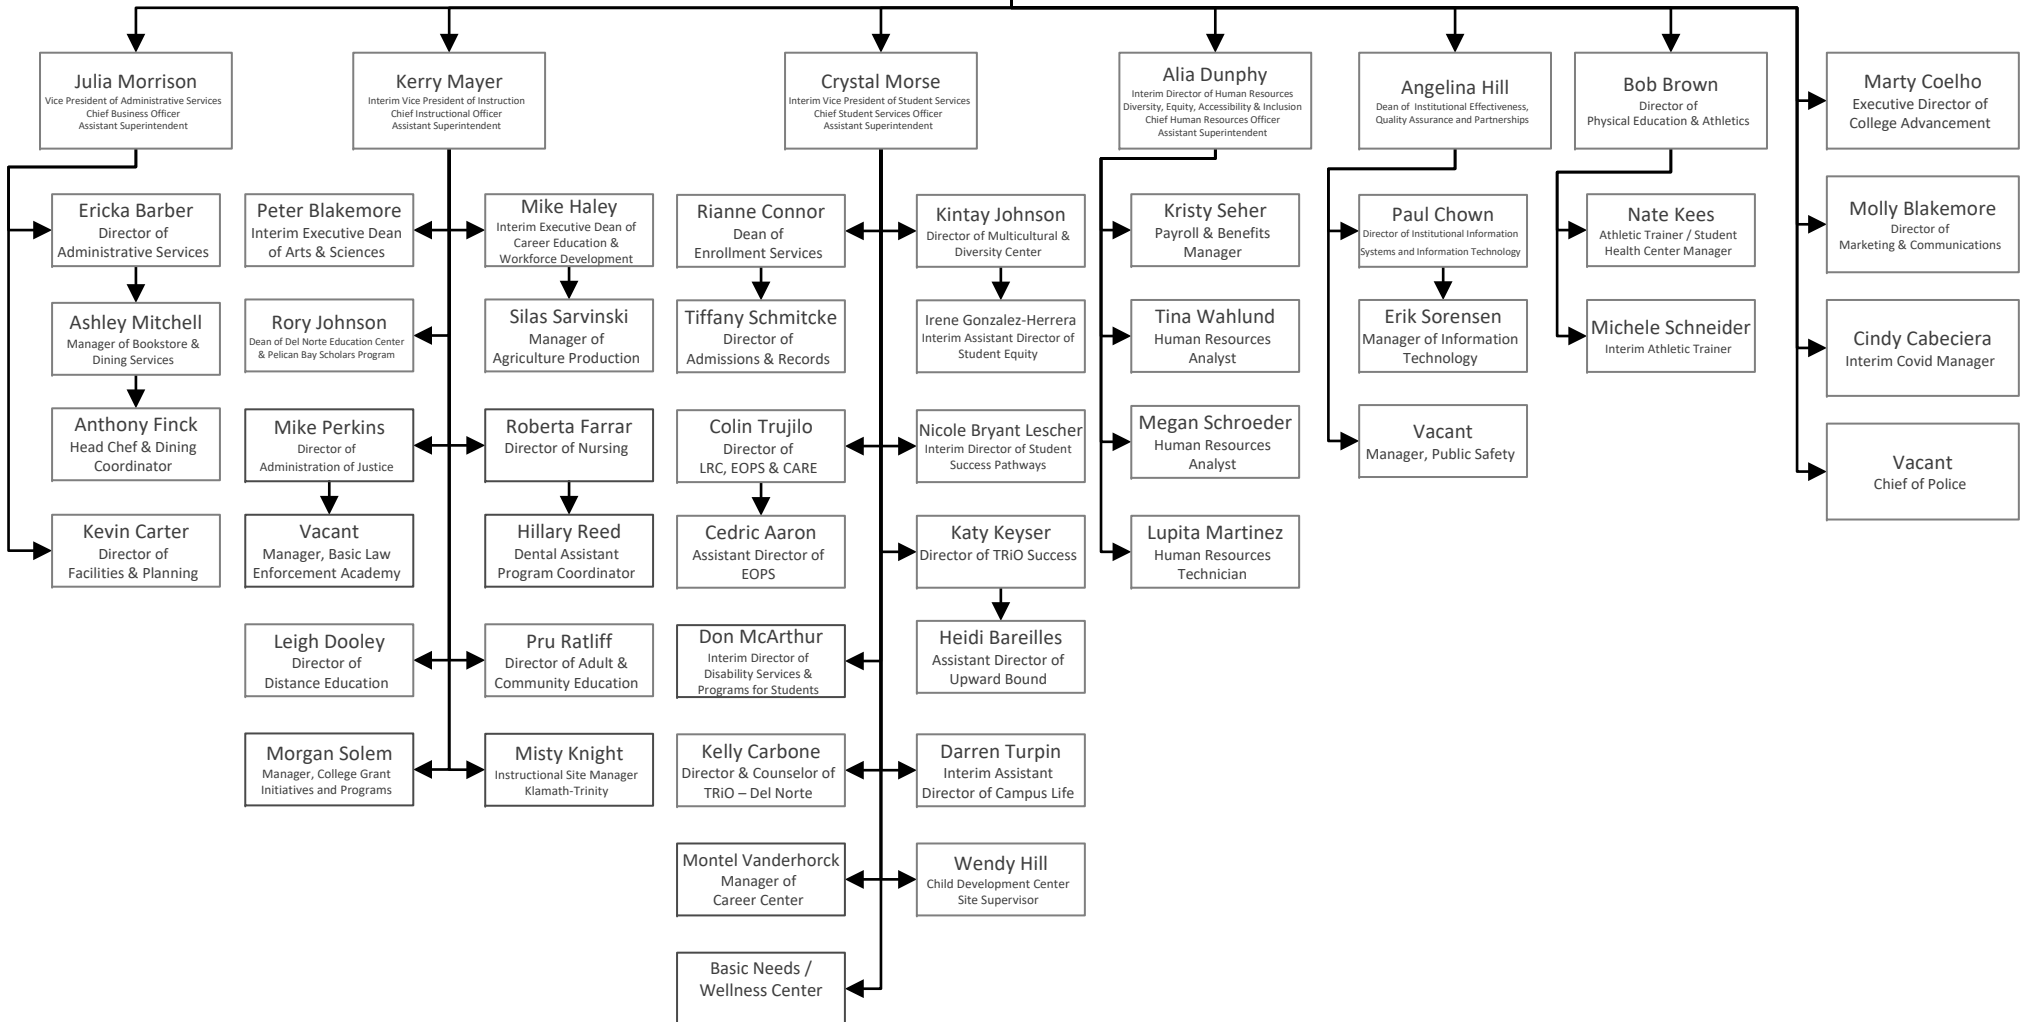 Julia Morrison
Vice President of Administrative Services
Chief Business Officer
Assistant Superintendent
Kerry Mayer
Interim Vice President of Instruction
Chief Instructional Officer
Assistant Superintendent
Crystal Morse
Interim Vice President of Student Services
Chief Student Services Officer
Assistant Superintendent
Alia Dunphy
Interim Director of Human Resources
Diversity, Equity, Accessibility & Inclusion
Chief Human Resources Officer
Assistant Superintendent
Angelina Hill
Dean of Institutional Effectiveness,
Quality Assurance and Partnerships
Bob Brown
Director of
Physical Education & Athletics
Marty Coelho
Executive Director of
College Advancement
Ericka Barber
Director of
Administrative Services
Peter Blakemore
Interim Executive Dean
of Arts & Sciences
Mike Haley
Interim Executive Dean of
Career Education &
Workforce Development
Rianne Connor
Dean of
Enrollment Services
Kintay Johnson
Director of Multicultural &
Diversity Center
Kristy Seher
Payroll & Benefits
Manager
Paul Chown
Director of Institutional Information
Systems and Information Technology
Nate Kees
Athletic Trainer / Student
Health Center Manager
Molly Blakemore
Director of
Marketing & Communications
Ashley Mitchell
Manager of Bookstore &
Dining Services
Rory Johnson
Dean of Del Norte Education Center
& Pelican Bay Scholars Program
Silas Sarvinski
Manager of
Agriculture Production
Tiffany Schmitcke
Director of
Admissions & Records
Irene Gonzalez-Herrera
Interim Assistant Director of
Student Equity
Tina Wahlund
Human Resources
Analyst
Erik Sorensen
Manager of Information
Technology
Michele Schneider
Interim Athletic Trainer
Cindy Cabeciera
Interim Covid Manager
Anthony Finck
Head Chef & Dining
Coordinator
Mike Perkins
Director of
Administration of Justice
Roberta Farrar
Director of Nursing
Colin Trujilo
Director of
LRC, EOPS & CARE
Nicole Bryant Lescher
Interim Director of Student
Success Pathways
Megan Schroeder
Human Resources
Analyst
Vacant
Manager, Public Safety
Vacant
Chief of Police
Kevin Carter
Director of
Facilities & Planning
Vacant
Manager, Basic Law
Enforcement Academy
Hillary Reed
Dental Assistant
Program Coordinator
Cedric Aaron
Assistant Director of
EOPS
Katy Keyser
Director of TRiO Success
Lupita Martinez
Human Resources
Technician
Leigh Dooley
Director of
Distance Education
Pru Ratliff
Director of Adult &
Community Education
Don McArthur
Interim Director of
Disability Services &
Programs for Students
Heidi Bareilles
Assistant Director of
Upward Bound
Morgan Solem
Manager, College Grant
Initiatives and Programs
Misty Knight
Instructional Site Manager
Klamath-Trinity
Kelly Carbone
Director & Counselor of
TRiO – Del Norte
Darren Turpin
Interim Assistant
Director of Campus Life
Montel Vanderhorck
Manager of
Career Center
Wendy Hill
Child Development Center
Site Supervisor
Basic Needs /
Wellness Center